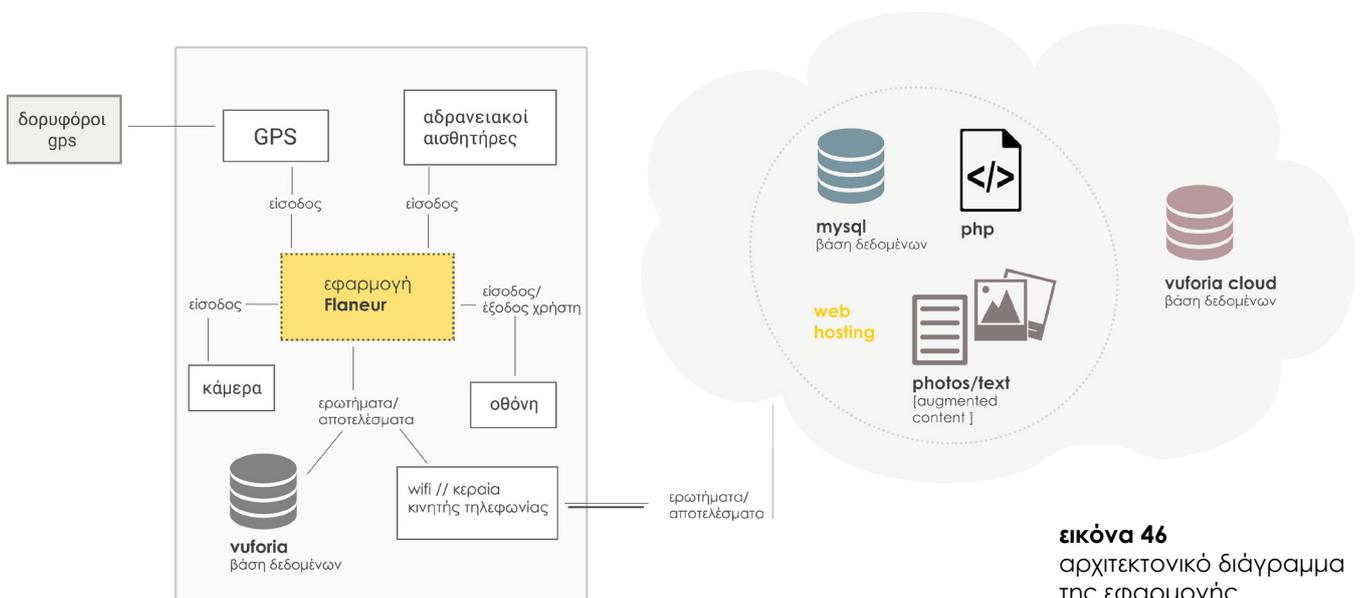 δορυφόροι
gps
GPS
αδρανειακοί
αισθητήρες
είσοδος
είσοδος
εφαρμογή
Flaneur
είσοδος
είσοδος/
έξοδος χρήστη
κάμερα
οθόνη
ερωτήματα/
αποτελέσματα
wifi // κεραία
κινητής τηλεφωνίας
vuforia
βάση δεδομένων
ερωτήματα/
αποτελέσματα
mysql
βάση δεδομένων
</>
php
web
hosting
photos/text
[augmented
content ]
vuforia cloud
βάση δεδομένων
εικόνα 46
αρχιτεκτονικό διάγραμμα
της εφαρμογής